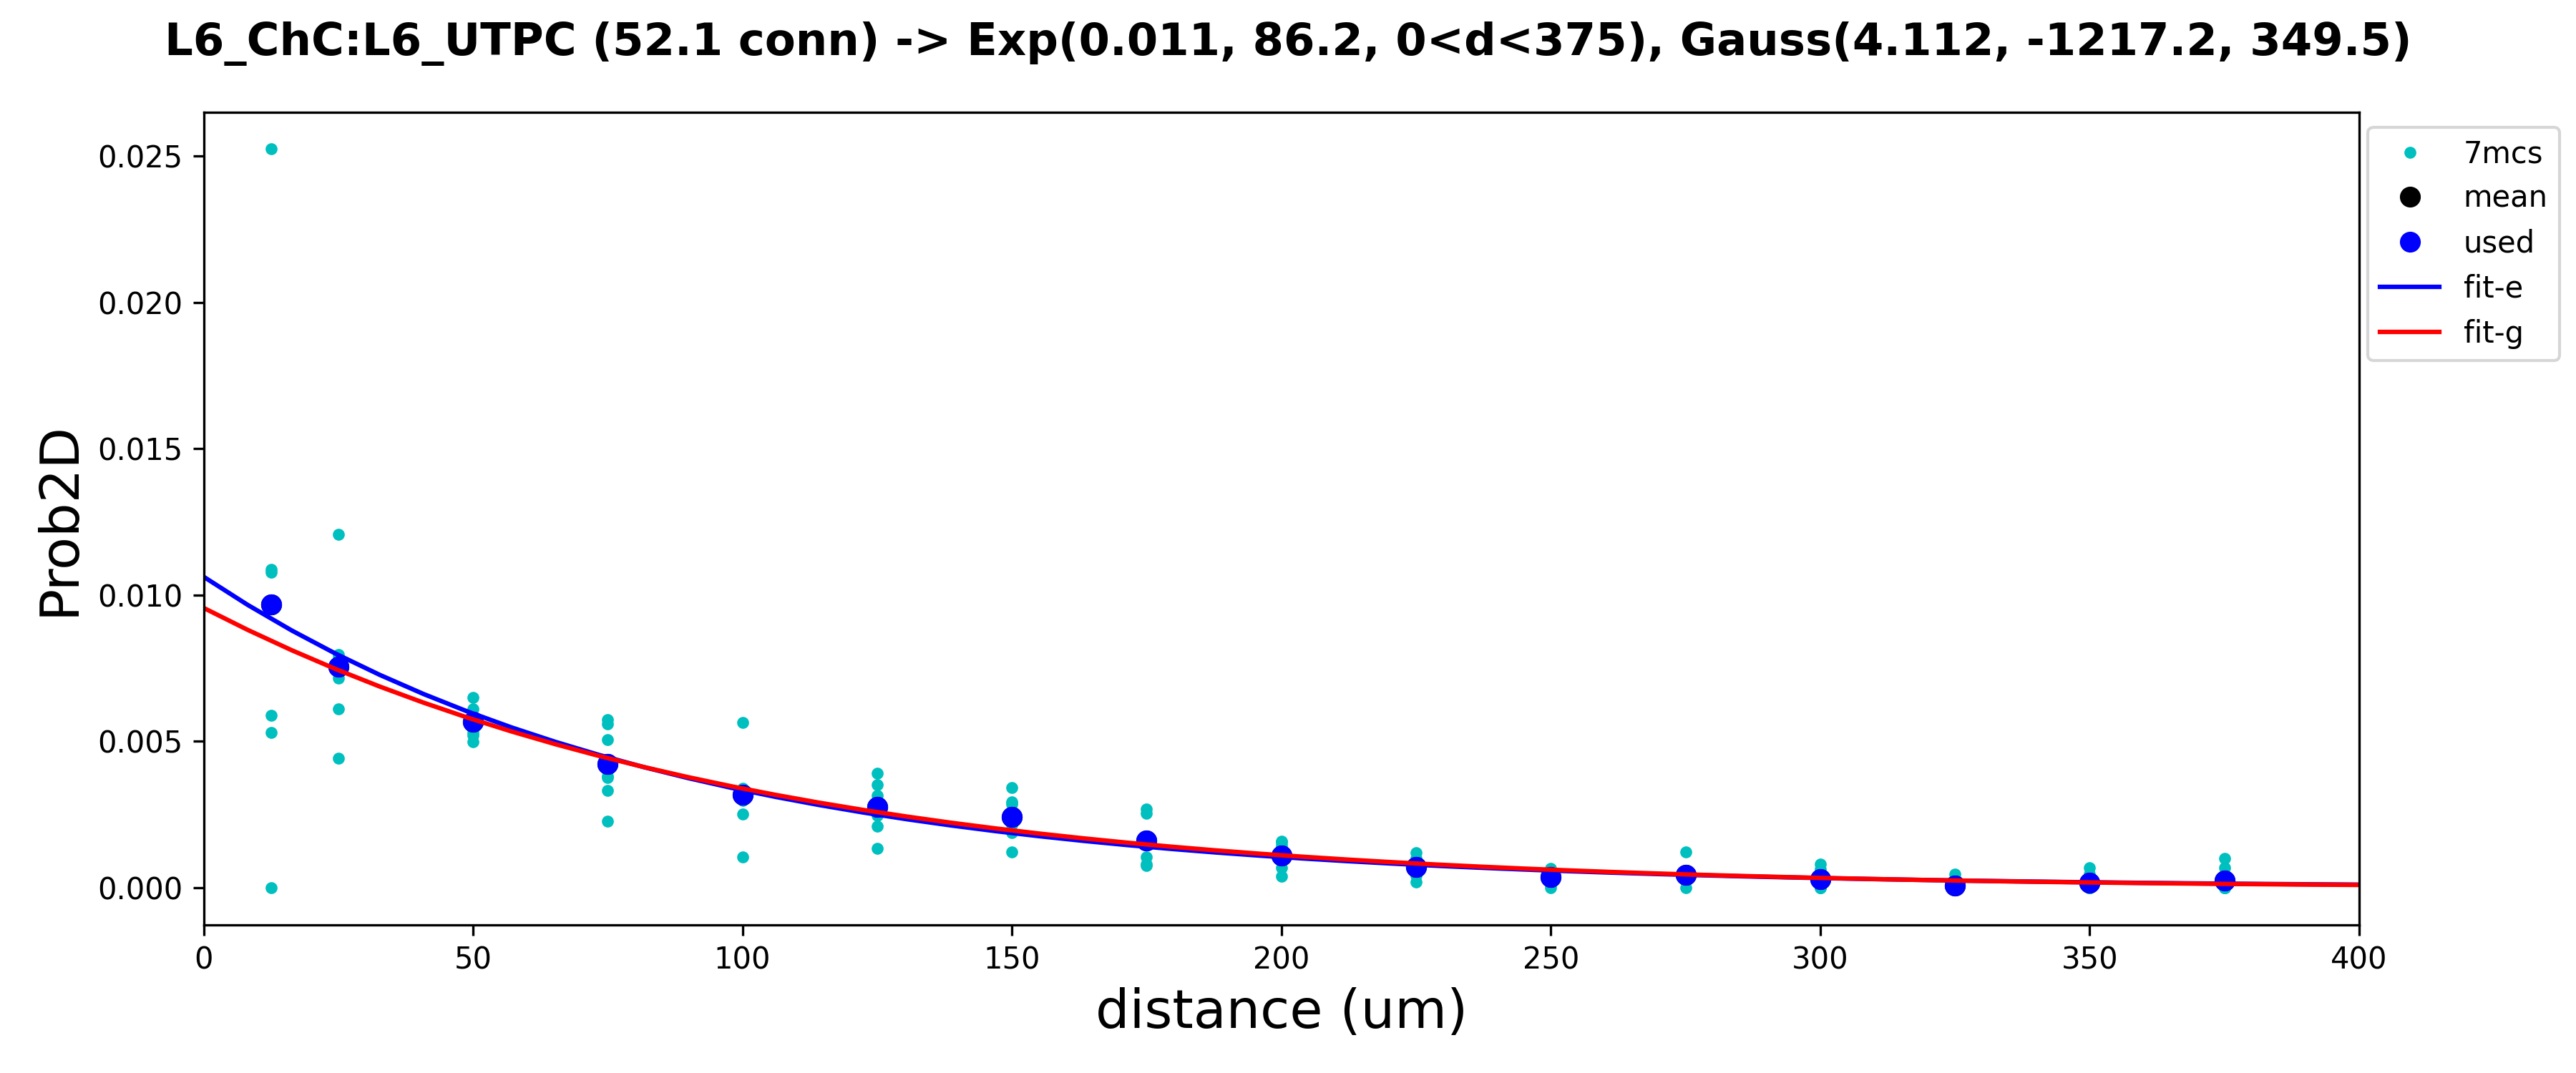 L6_ChC:L6_UTPC (52.1 conn) -> Exp(0.011, 86.2, 0<d<375), Gauss(4.112, -1217.2, 349.5)
0.025
0.020
0.015
0.010
0.005
0.000
Prob2D
0 50 100 150 200 250 300 350 400
distance (um)
7mcs
mean
used
fit-e
fit-g